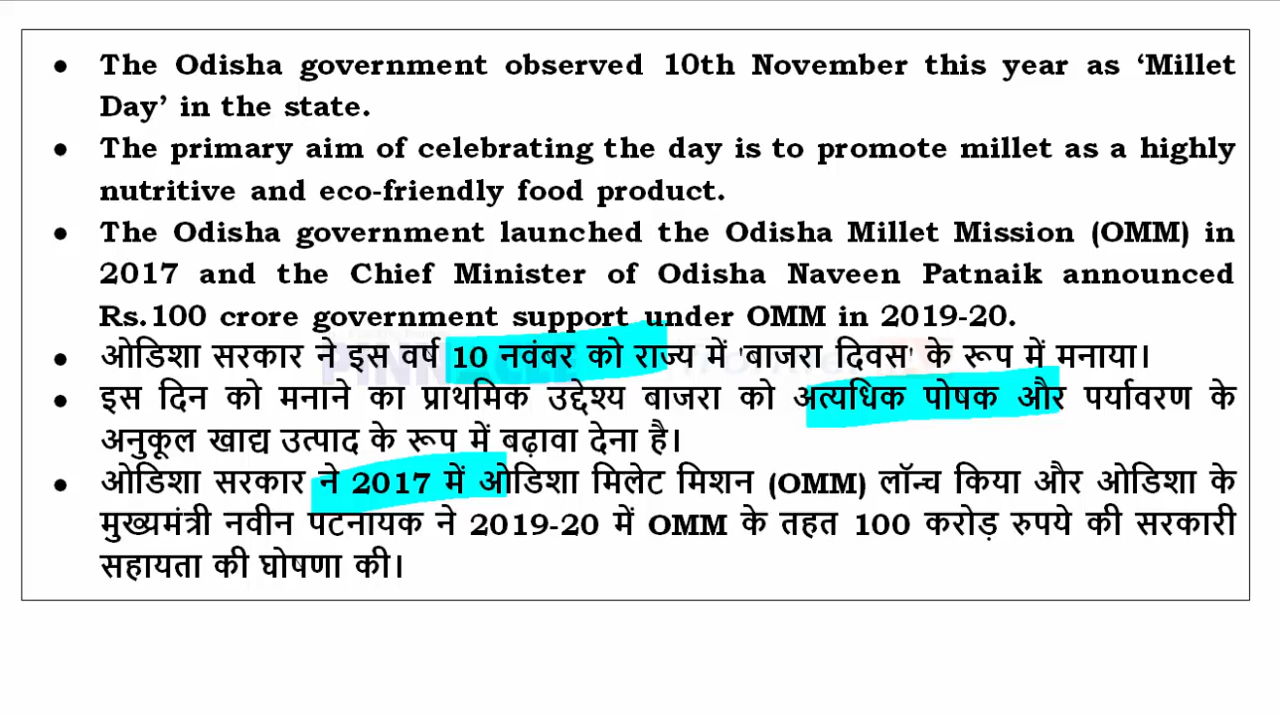 • The Odisha government observed 10th November this year as ‘Millet
Day’ in the state.
• The primary aim of celebrating the day is to promote millet as a highly
nutritive and eco-friendly food product.
• The Odisha government launched the Odisha Millet Mission (OMM) in
2017 and the Chief Minister of Odisha Naveen Patnaik announced
Rs.100 crore government support under OMM in 2019-20.
• ओडिशा सरकार ने इस वर्ष 10 नवंबर को राज्य में 'बाजरा दिवस' के रूप में मनाया।
• इस दिन को मनाने का प्राथमिक उद्देश्य बाजरा को अत्यधिक पोषक और पर्यावरण के
अनुकूल खाद्य उत्पाद के रूप में बढ़ावा देना है।
• ओडिशा सरकार ने 2017 में ओडिशा मिलेट मिशन (OMM) लॉन्च किया और ओडिशा के
मुख्यमंत्री नवीन पटनायक ने 2019-20 में OMM के तहत 100 करोड़ रुपये की सरकारी
सहायता की घोषणा की।